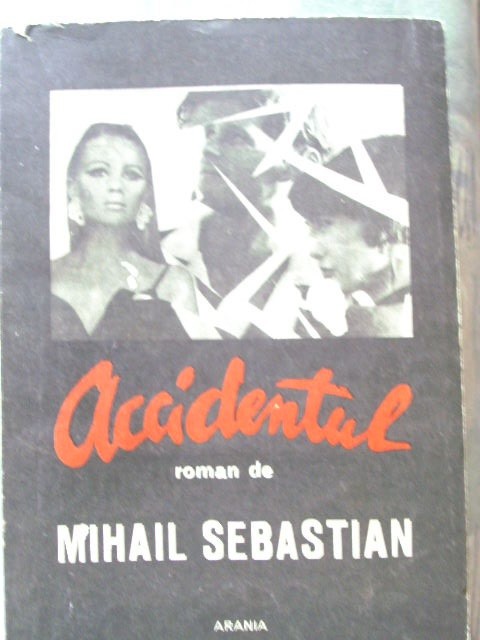 Accidentul
roman de
MIHAIL SEBASTIAN
ARANIA